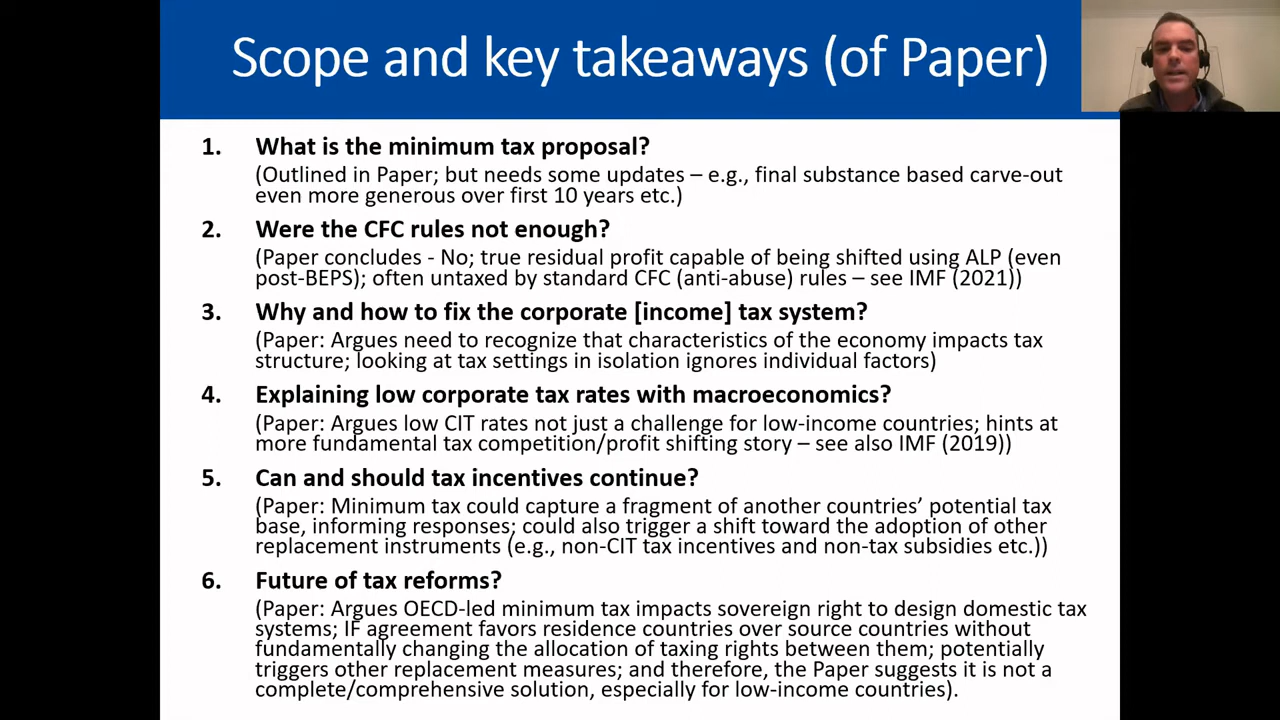 Scope and key takeaways (of Paper)
1. What is the minimum tax proposal?
(Outlined in Paper; but needs some updates – e.g., final substance based carve-out
even more generous over first 10 years etc.)
2. Were the CFC rules not enough?
(Paper concludes - No; true residual profit capable of being shifted using ALP (even
post-BEPS); often untaxed by standard CFC (anti-abuse) rules – see IMF (2021))
3. Why and how to fix the corporate [income] tax system?
(Paper: Argues need to recognize that characteristics of the economy impacts tax
structure; looking at tax settings in isolation ignores individual factors)
4. Explaining low corporate tax rates with macroeconomics?
(Paper: Argues low CIT rates not just a challenge for low-income countries; hints at
more fundamental tax competition/profit shifting story – see also IMF (2019))
5. Can and should tax incentives continue?
(Paper: Minimum tax could capture a fragment of another countries’ potential tax
base, informing responses; could also trigger a shift toward the adoption of other
replacement instruments (e.g., non-CIT tax incentives and non-tax subsidies etc.))
6. Future of tax reforms?
(Paper: Argues OECD-led minimum tax impacts sovereign right to design domestic tax
systems; IF agreement favors residence countries over source countries without
fundamentally changing the allocation of taxing rights between them; potentially
triggers other replacement measures; and therefore, the Paper suggests it is not a
complete/comprehensive solution, especially for low-income countries).